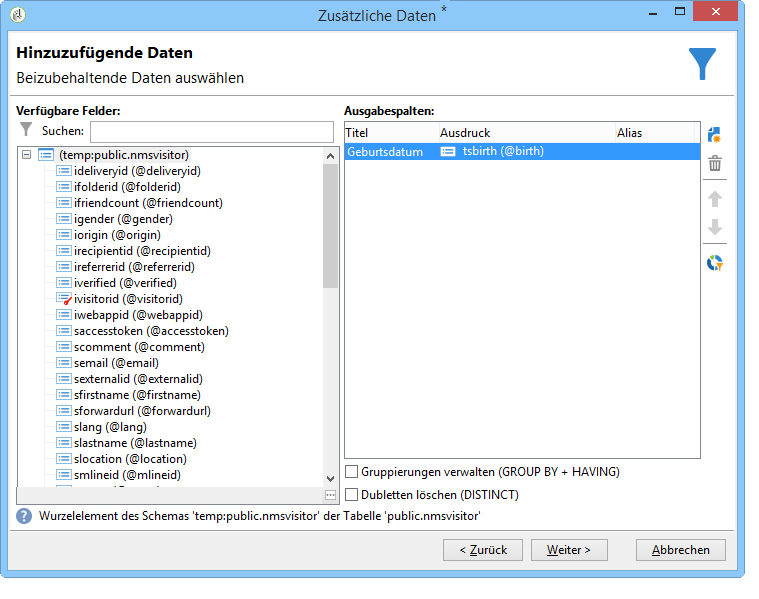 Zusätzliche Daten *
Hinzuzufügende Daten
Beizubehaltende Daten auswählen
Verfügbare Felder:
Suchen:
(temp:public.nmsvisitor)
ideliveryid (@deliveryid)
ifolderid (@folderid)
ifriendcount (@friendcount)
igender (@gender)
iorigin (@origin)
irecipientid (@recipientid)
ireferrerid (@referrerid)
iverified (@verified)
ivisitorid (@visitorid)
iwebappid (@webappid)
saccesstoken (@accesstoken)
scomment (@comment)
semail (@email)
sexternalid (@externalid)
sfirstname (@firstname)
sforwardurl (@forwardurl)
slang (@lang)
slastname (@lastname)
slocation (@location)
smlineid (@mlineid)
Ausgabespalten:
Titel Ausdruck Alias
Geburtsdatum tsbirth (@birth)
Gruppierungen verwalten (GROUP BY + HAVING)
Dubletten löschen (DISTINCT)
Wurzelelement des Schemas 'temp:public.nmsvisitor' der Tabelle 'public.nmsvisitor'
< Zurück Weiter > Abbrechen